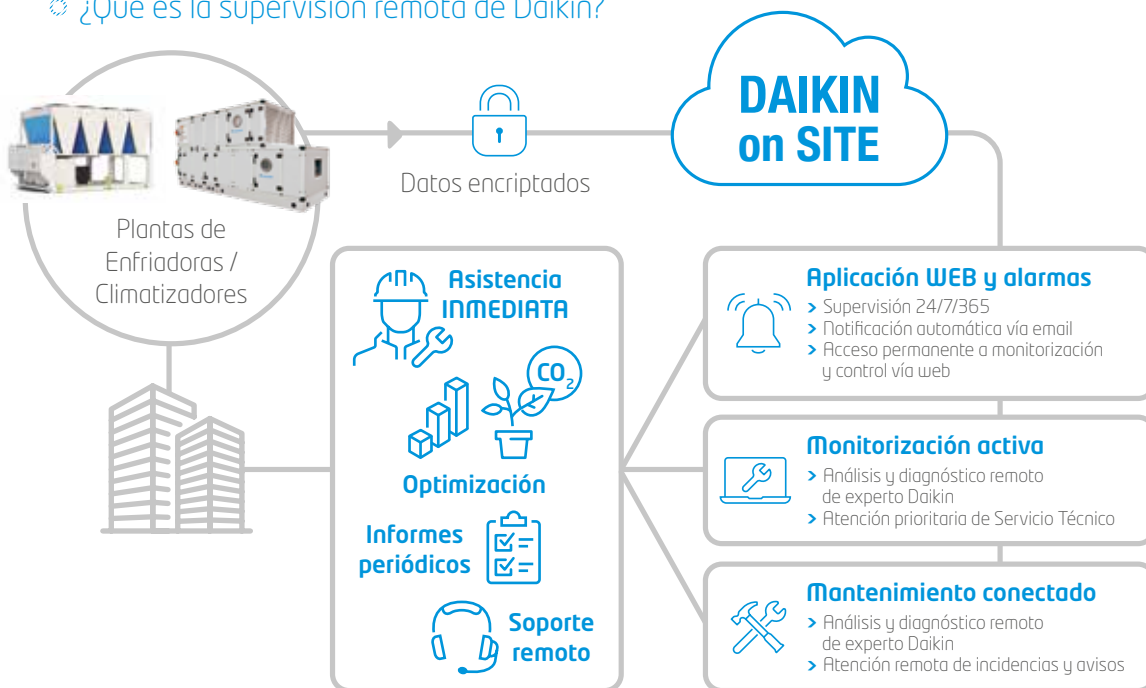 ¿Qué es la supervisión remota de Daikin?
DAIKIN
on SITE
Datos encriptados
Plantas de
Enfriadoras /
Climatizadores
Asistencia
INMEDIATA
CO2
Optimización
Informes
periódicos
Soporte
remoto
Aplicación WEB y alarmas
> Supervisión 24/7/365
> Notificación automática vía email
> Acceso permanente a monitorización
y control vía web
Monitorización activa
> Análisis y diagnóstico remoto
de experto Daikin
> Atención prioritaria de Servicio Técnico
Mantenimiento conectado
> Análisis y diagnóstico remoto
de experto Daikin
> Atención remota de incidencias y avisos